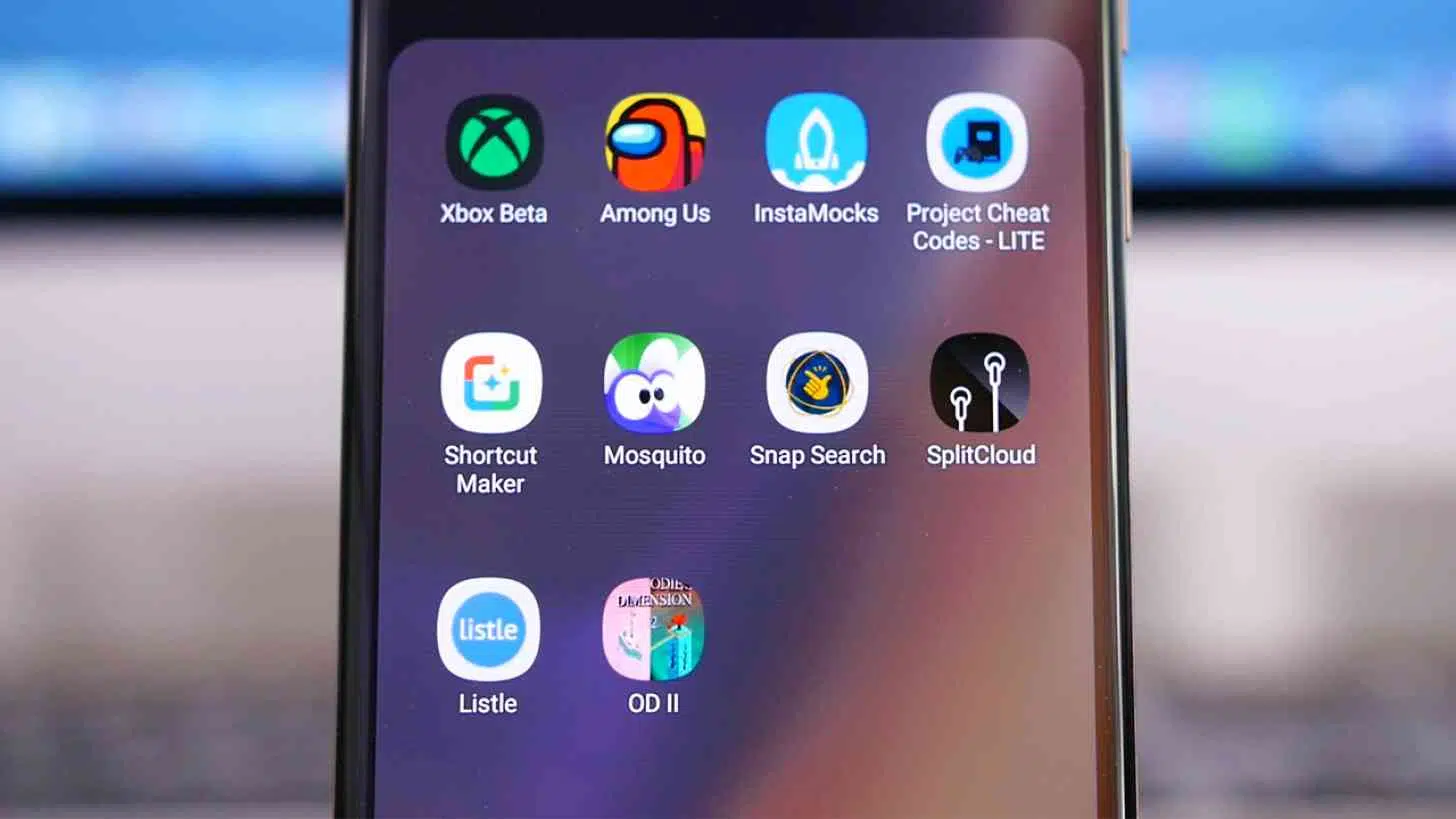 Xbox Beta
Among Us
InstaMocks
Project Cheat
Codes - LITE
Shortcut
Maker
Mosquito
Snap Search
SplitCloud
listle
Listle
DIMENSION
2
OD II